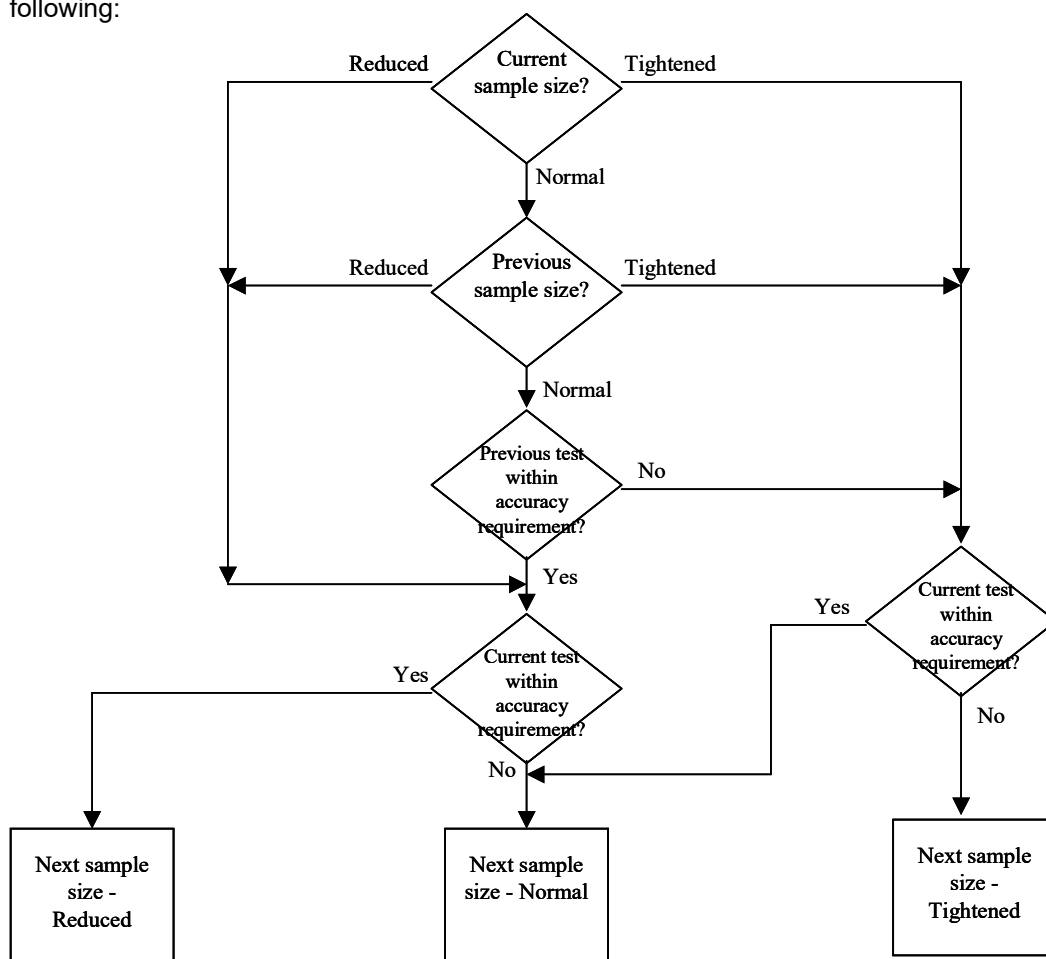 following:
Current
sample size?
Reduced
Tightened
Normal
Previous
sample size?
Reduced
Tightened
Normal
Previous test
within
accuracy
requirement?
No
Yes
Current test
within
accuracy
requirement?
Yes
No
Current test
within
accuracy
requirement?
Yes
No
Next sample
size -
Reduced
Next sample
size - Normal
Next sample
size -
Tightened